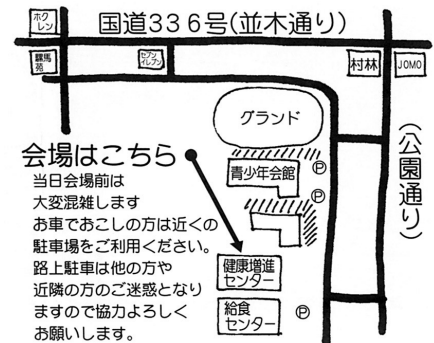 ホク
レン
国道336号(並木通り)
駿馬
苑
セブン
イレブン
村林
JOMO
グランド
(公園通り)
会場はこちら
青少年会館
P
P
当日会場前は
大変混雑します
お車でおこしの方は近くの
駐車場をご利用ください。
路上駐車は他の方や
近隣の方のご迷惑となり
ますので協力よろしく
お願いします。
健康増進
センター
給食
センター
P